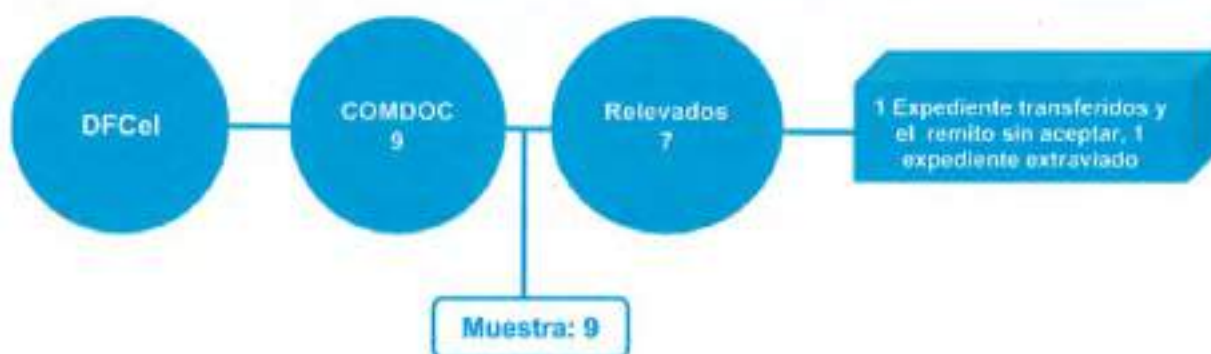 DFCel
COMDOC
9
Relevados
7
1 Expediente transferidos y
el remito sin aceptar, 1
expediente extraviado
Muestra: 9